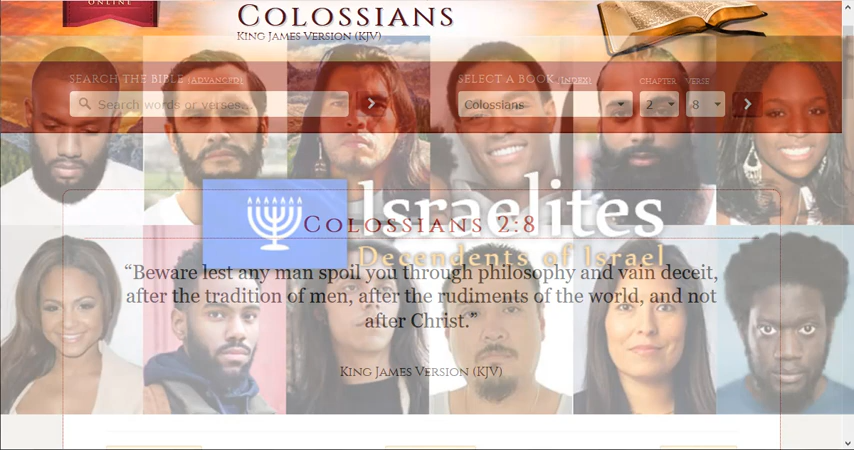 ONLINE
Colossians
King James Version (KJV)
Search the Bible (Advanced)
Search words or verses...
Select a Book (Index)
Chapter
Verse
Colossians
2
8
Israelites
Colossians 2:8
Decendents of Israel
“Beware lest any man spoil you through philosophy and vain deceit,
after the tradition of men, after the rudiments of the world, and not
after Christ.”
King James Version (KJV)